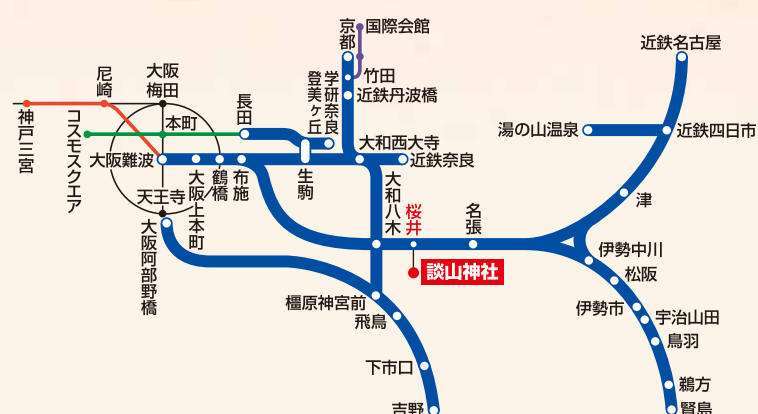 京都
国際会館
竹田
近鉄丹波橋
近鉄名古屋
尼崎
大阪梅田
神戸三宮
コスモスクエア
本町
長田
学研奈良登美ヶ丘
大和西大寺
近鉄奈良
湯の山温泉
近鉄四日市
大阪難波
大阪上本町
鶴橋
布施
生駒
天王寺
大阪阿部野橋
大和八木
桜井
名張
津
談山神社
伊勢中川
松阪
伊勢市
宇治山田
鳥羽
鵜方
賢島
橿原神宮前
飛鳥
下市口
吉野